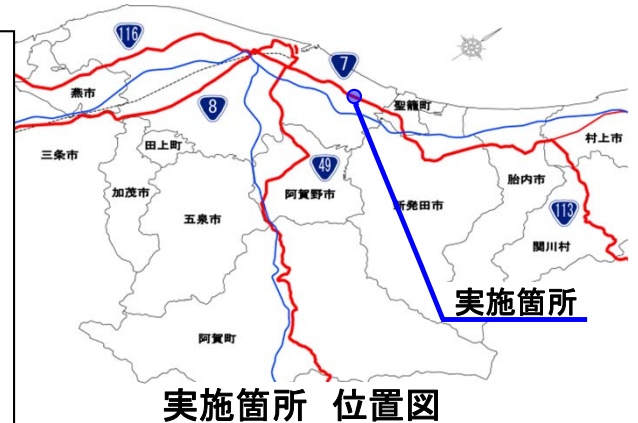 116
7
燕市
8
聖籠町
三条市
田上町
村上市
49
加茂市
阿賀野市
胎内市
新発田市
五泉市
113
関川村
実施箇所
阿賀町
実施箇所 位置図